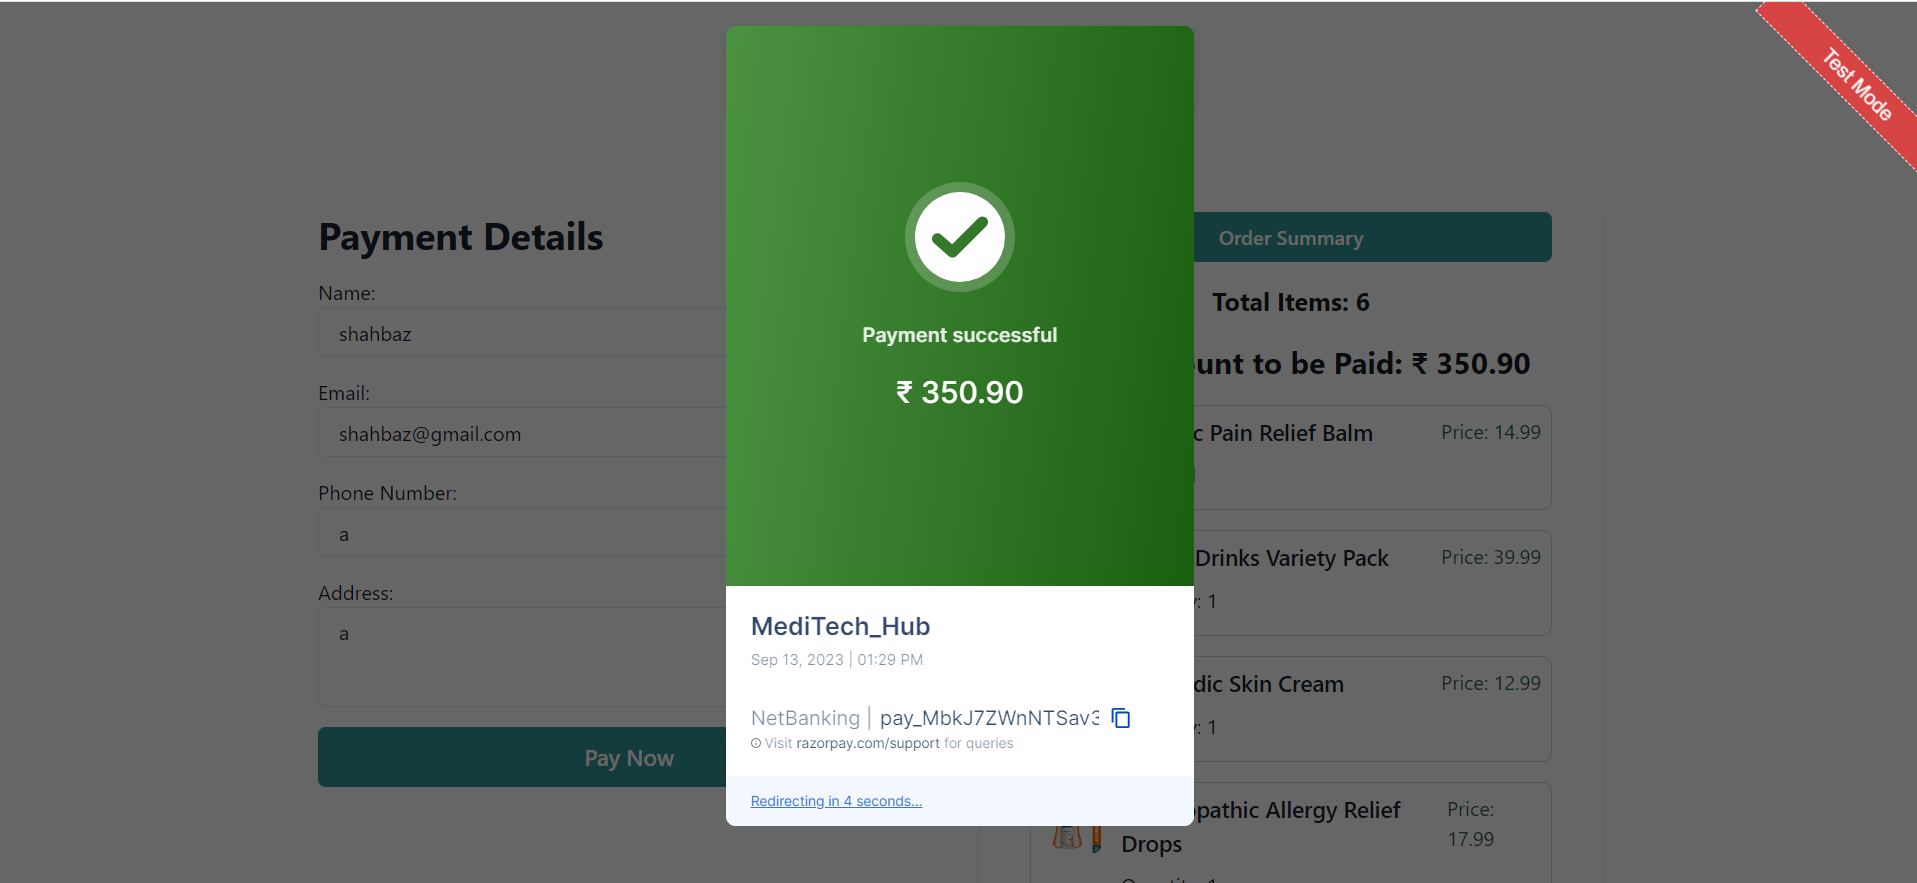 Test Mode
Payment Details
Name:
shahbaz
Email:
shahbaz@gmail.com
Phone Number:
a
Address:
a
Pay Now
Payment successful
₹ 350.90
MediTech_Hub
Sep 13, 2023 | 01:29 PM
NetBanking | pay_MbkJ7ZWnNTSav3
Visit razorpay.com/support for queries
Redirecting in 4 seconds...
Order Summary
Total Items: 6
to be Paid: ₹ 350.90
Pain Relief Balm
Price: 14.99
Drinks Variety Pack
Price: 39.99
: 1
Skin Cream
Price: 12.99
: 1
Allergy Relief
Drops
Price:
17.99